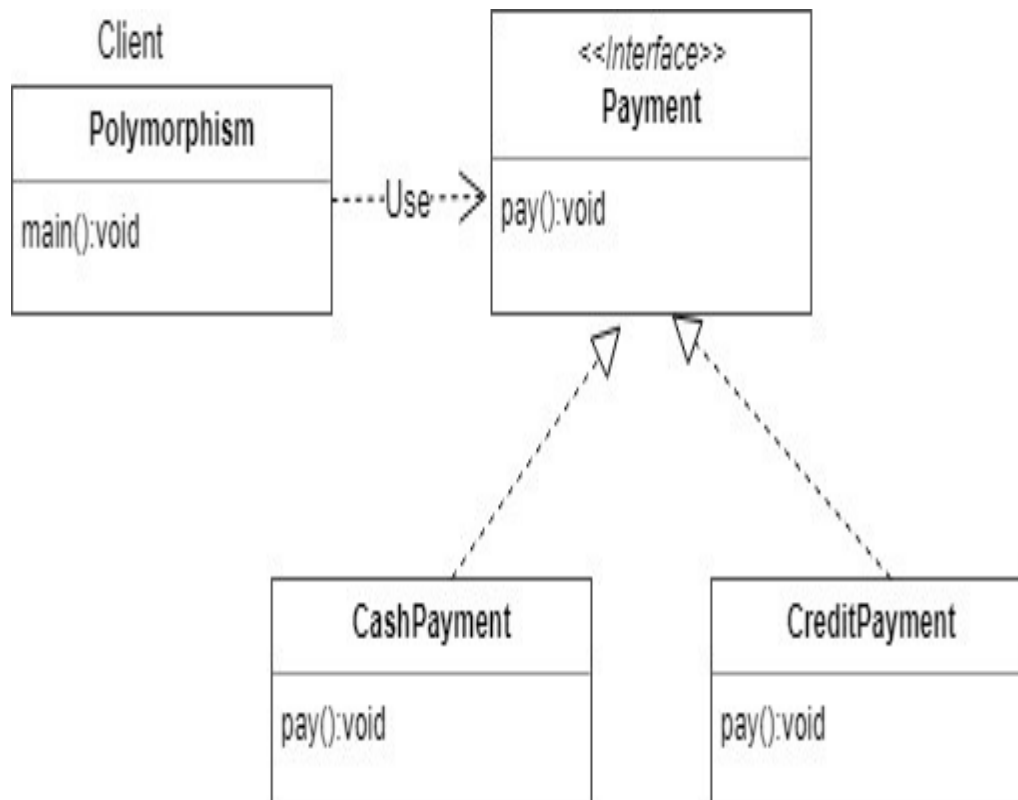 Client
Polymorphism
main():void
Use
<<Interface>>
Payment
pay():void
CashPayment
pay():void
CreditPayment
pay():void